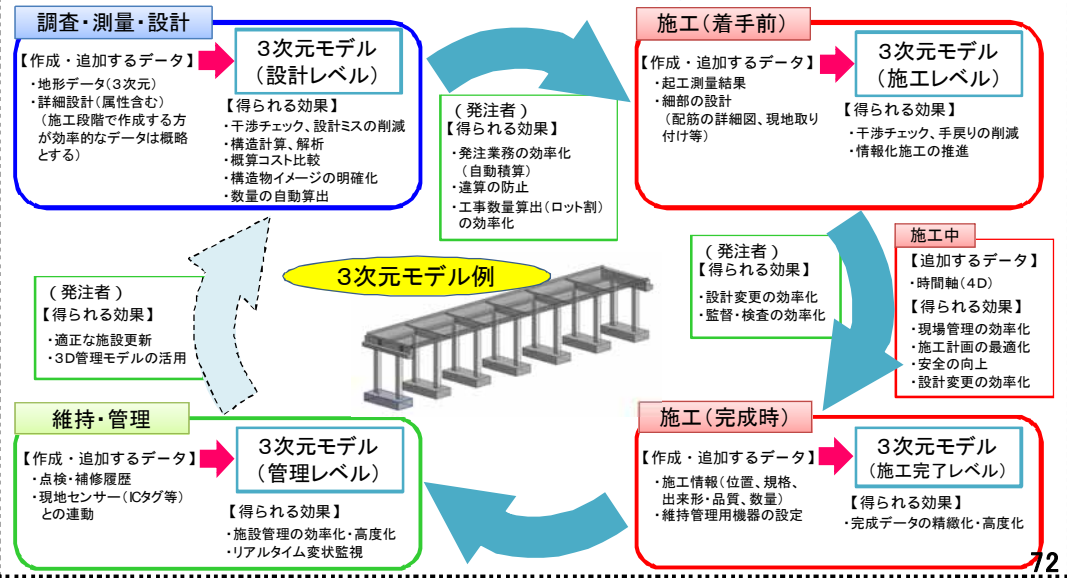 調査・測量・設計
【作成・追加するデータ】
・地形データ(3次元)
・詳細設計(属性含む)
(施工段階で作成する方
が効率的なデータは概略
とする)
3次元モデル
(設計レベル)
【得られる効果】
・干渉チェック、設計ミスの削減
・構造計算、解析
・概算コスト比較
・構造物イメージの明確化
・数量の自動算出
(発注者)
【得られる効果】
・発注業務の効率化
(自動積算)
・違算の防止
・工事数量算出(ロット割)
の効率化
施工(着手前)
【作成・追加するデータ】
・起工測量結果
・細部の設計
(配筋の詳細図、現地取り
付け等)
3次元モデル
(施工レベル)
【得られる効果】
・干渉チェック、手戻りの削減
・情報化施工の推進
(発注者)
【得られる効果】
・設計変更の効率化
・監督・検査の効率化
施工中
【追加するデータ】
・時間軸(4D)
【得られる効果】
・現場管理の効率化
・施工計画の最適化
・安全の向上
・設計変更の効率化
3次元モデル例
(発注者)
【得られる効果】
・適正な施設更新
・3D管理モデルの活用
維持・管理
【作成・追加するデータ】
・点検・補修履歴
・現地センサー(ICタグ等)
との連動
3次元モデル
(管理レベル)
【得られる効果】
・施設管理の効率化・高度化
・リアルタイム変状監視
施工(完成時)
【作成・追加するデータ】
・施工情報(位置、規格、
出来形・品質、数量)
・維持管理用機器の設定
3次元モデル
(施工完了レベル)
【得られる効果】
・完成データの精緻化・高度化
72